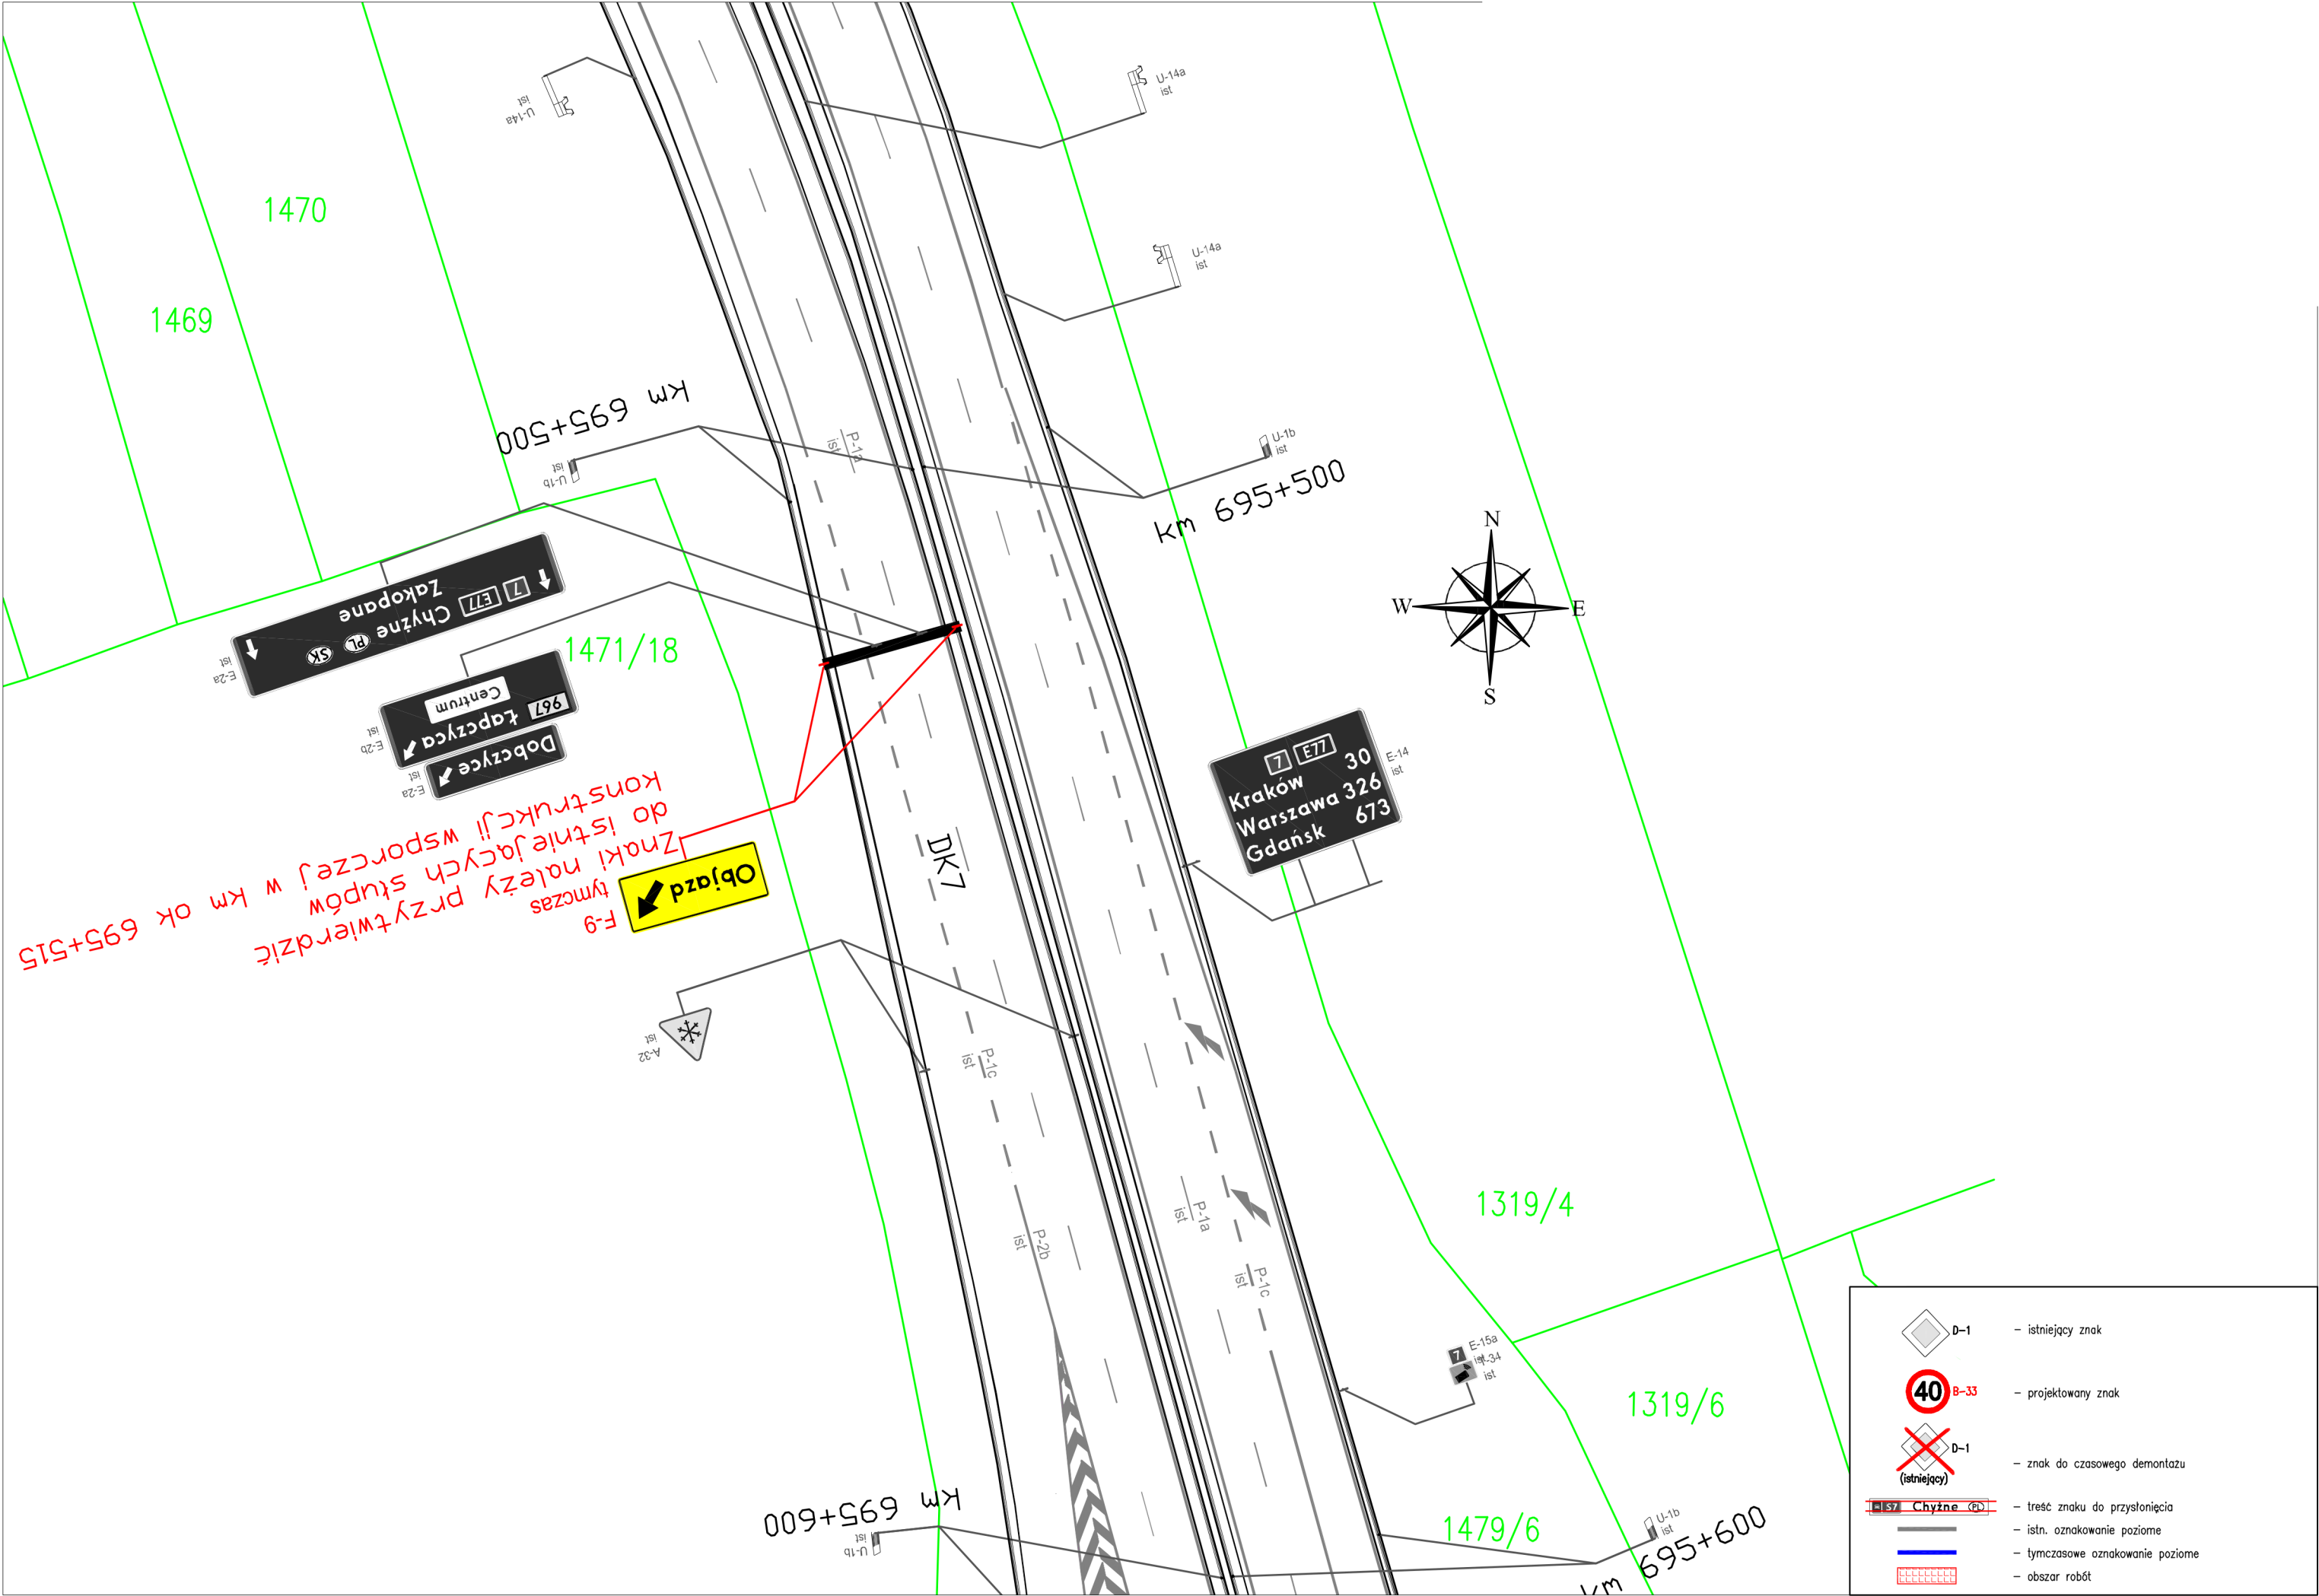 U-14a
ist
U-14a
ist
1470
U-14a
ist
1469
km 695+500
U-1b
ist
P-1a
ist
U-1b
ist
km 695+500
N
W
E
S
7 E77 Chyżne PL SK
Zakopane
E-2a
ist
1471/18
967 Łapczyca
Centrum
E-2b
ist
Dobczyce
E-2a
ist
7 E77
Kraków 30
Warszawa 326
Gdańsk 673
E-14
ist
Znaki należy przytwierdzić
do istniejących słupów
konstrukcji wsporczej w km ok 695+515
F-9
tymczas
Objazd
DK7
A-32
ist
P-1c
ist
P-2b
ist
P-1a
ist
P-1c
ist
1319/4
7
E-15a
ist
ist
1319/6
km 695+600
U-1b
ist
1479/6
U-1b
ist
km 695+600
D-1 - istniejący znak
40 B-33 - projektowany znak
D-1
(istniejący)
- znak do czasowego demontażu
S7 Chyżne PL - treść znaku do przysłonięcia
- istn. oznakowanie poziome
- tymczasowe oznakowanie poziome
- obszar robót